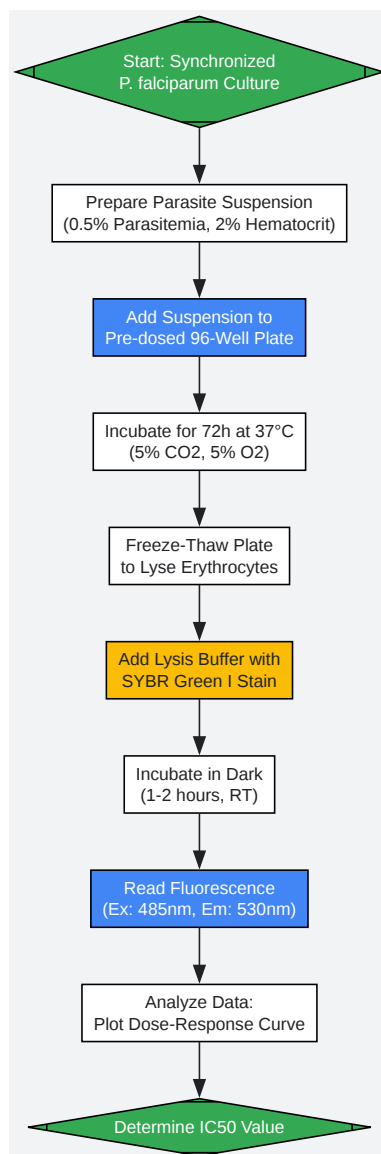 Start: Synchronized
P. falciparum Culture
Prepare Parasite Suspension
(0.5% Parasitemia, 2% Hematocrit)
Add Suspension to
Pre-dosed 96-Well Plate
Incubate for 72h at 37°C
(5% CO2, 5% O2)
Freeze-Thaw Plate
to Lyse Erythrocytes
Add Lysis Buffer with
SYBR Green I Stain
Incubate in Dark
(1-2 hours, RT)
Read Fluorescence
(Ex: 485nm, Em: 530nm)
Analyze Data:
Plot Dose-Response Curve
Determine IC50 Value